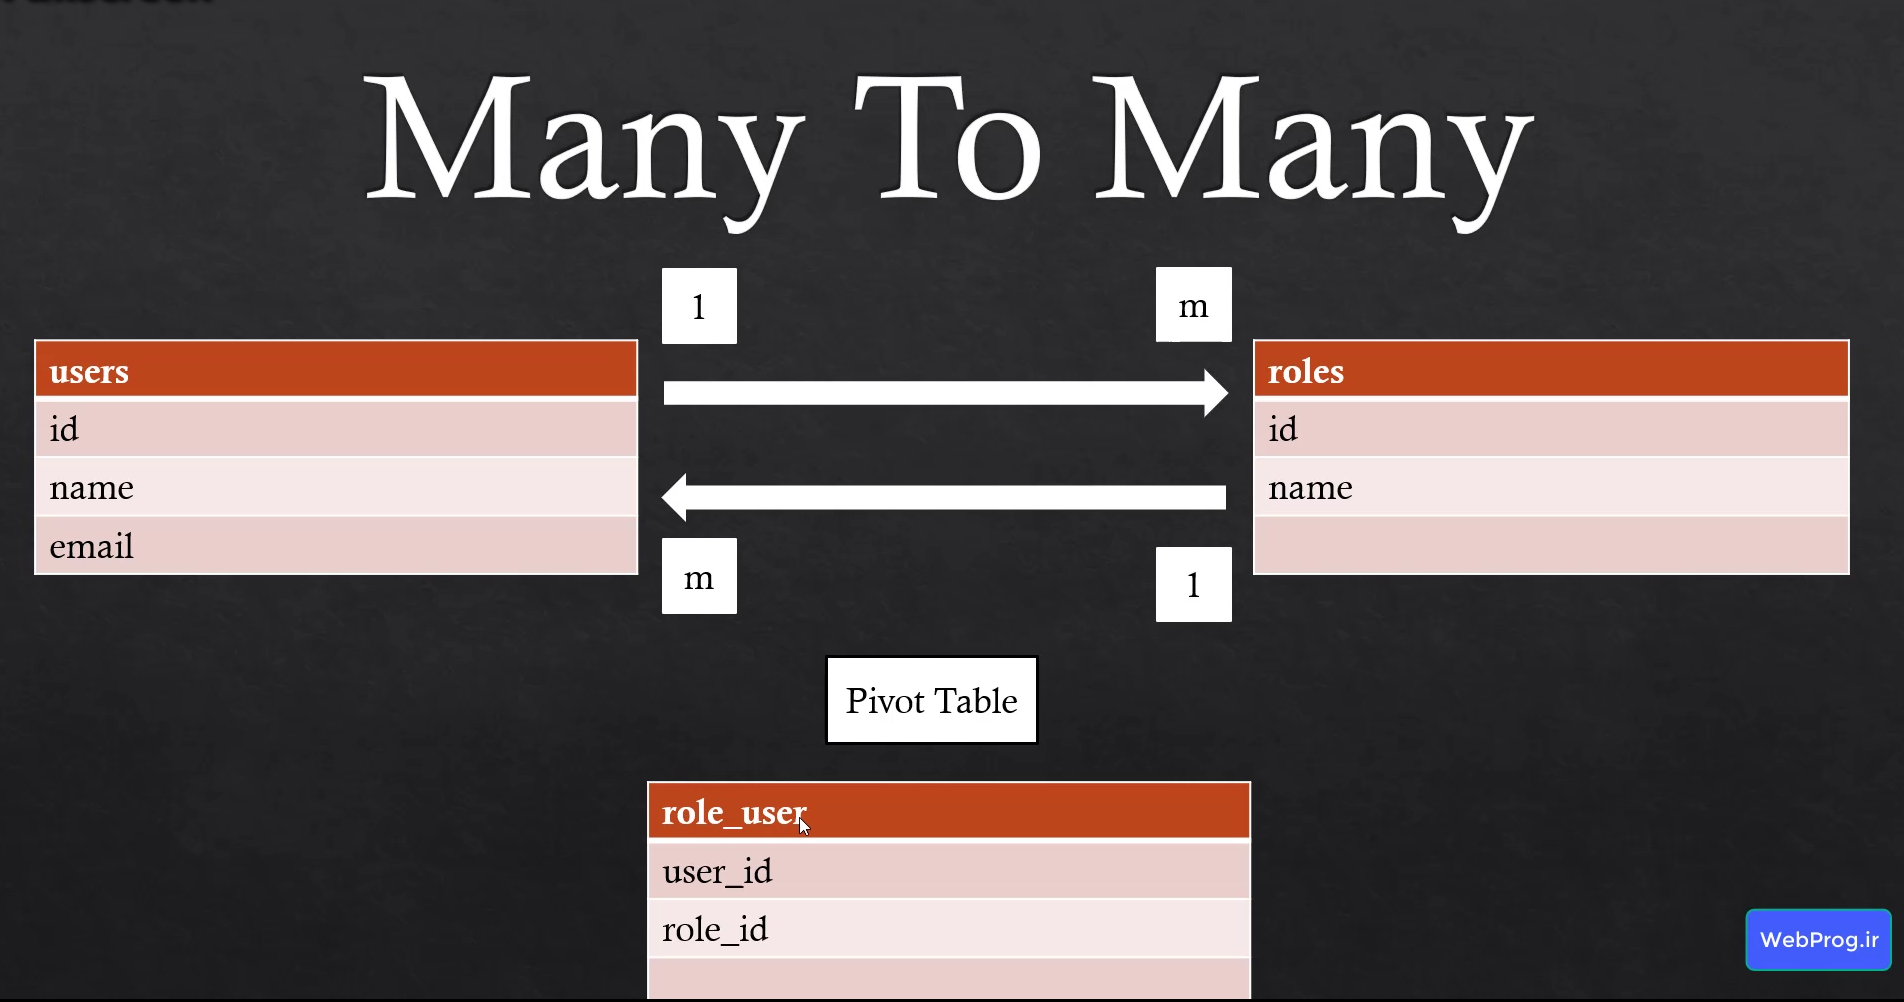 Many To Many
1
m
users
id
name
email
roles
id
name
m
1
Pivot Table
role_user
user_id
role_id
WebProg.ir